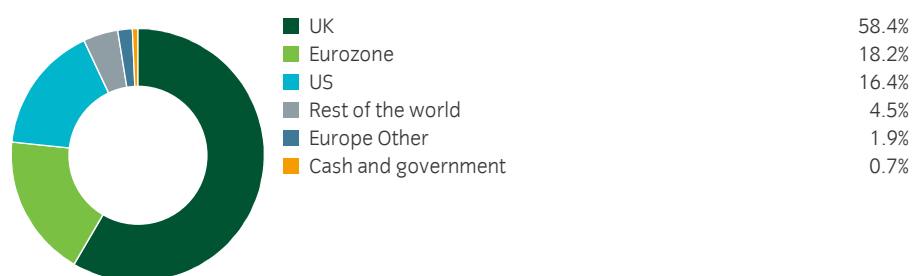 UK 58.4%
Eurozone 18.2%
US 16.4%
Rest of the world 4.5%
Europe Other 1.9%
Cash and government 0.7%